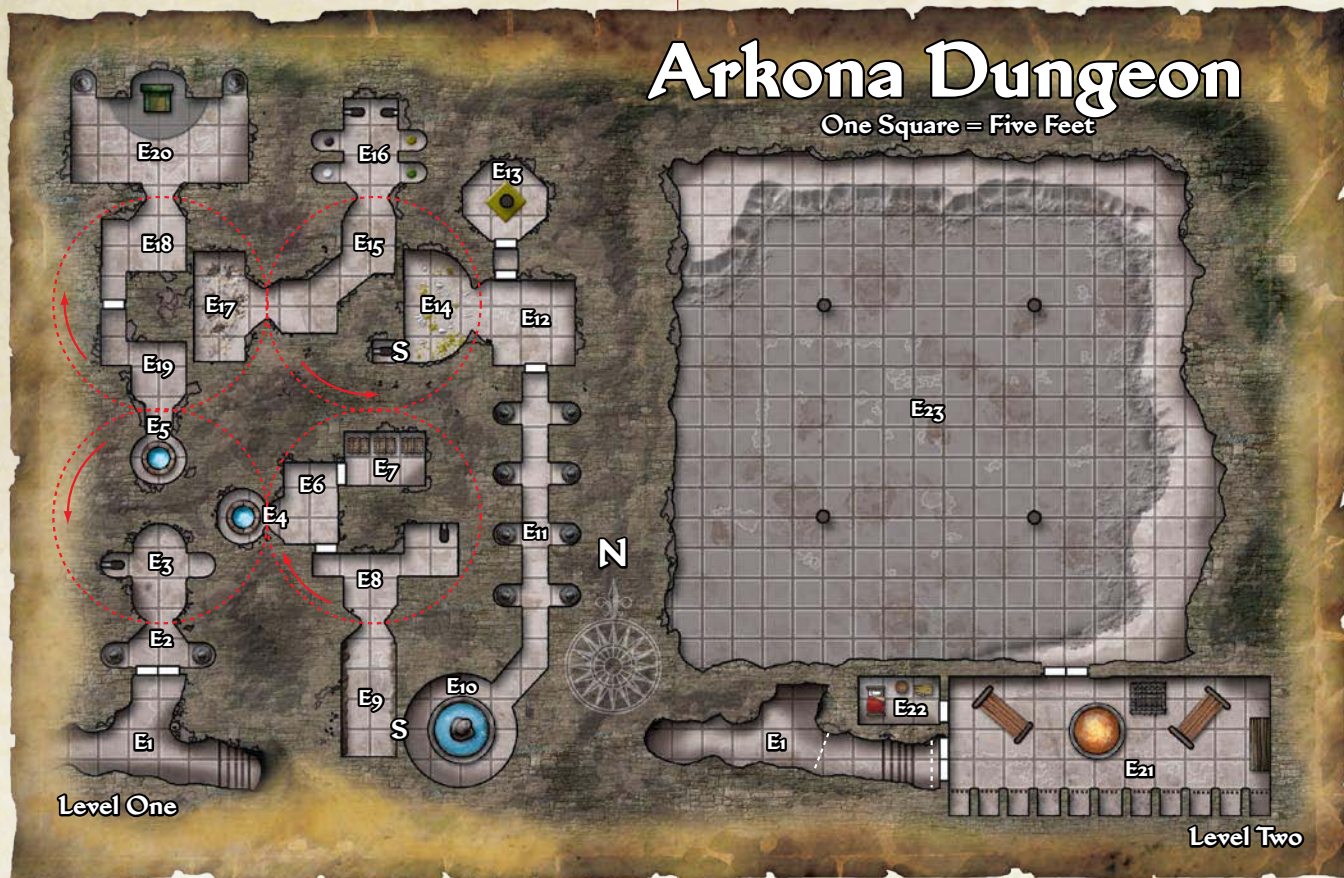 Arkona Dungeon
One Square = Five Feet
E20
E16
E13
E18
E15
E17
E14
E12
S
E19
E5
E7
E6
E4
E11
E3
E8
E2
E9
E10
S
E1
Level One
N
E23
E22
E1
E21
Level Two